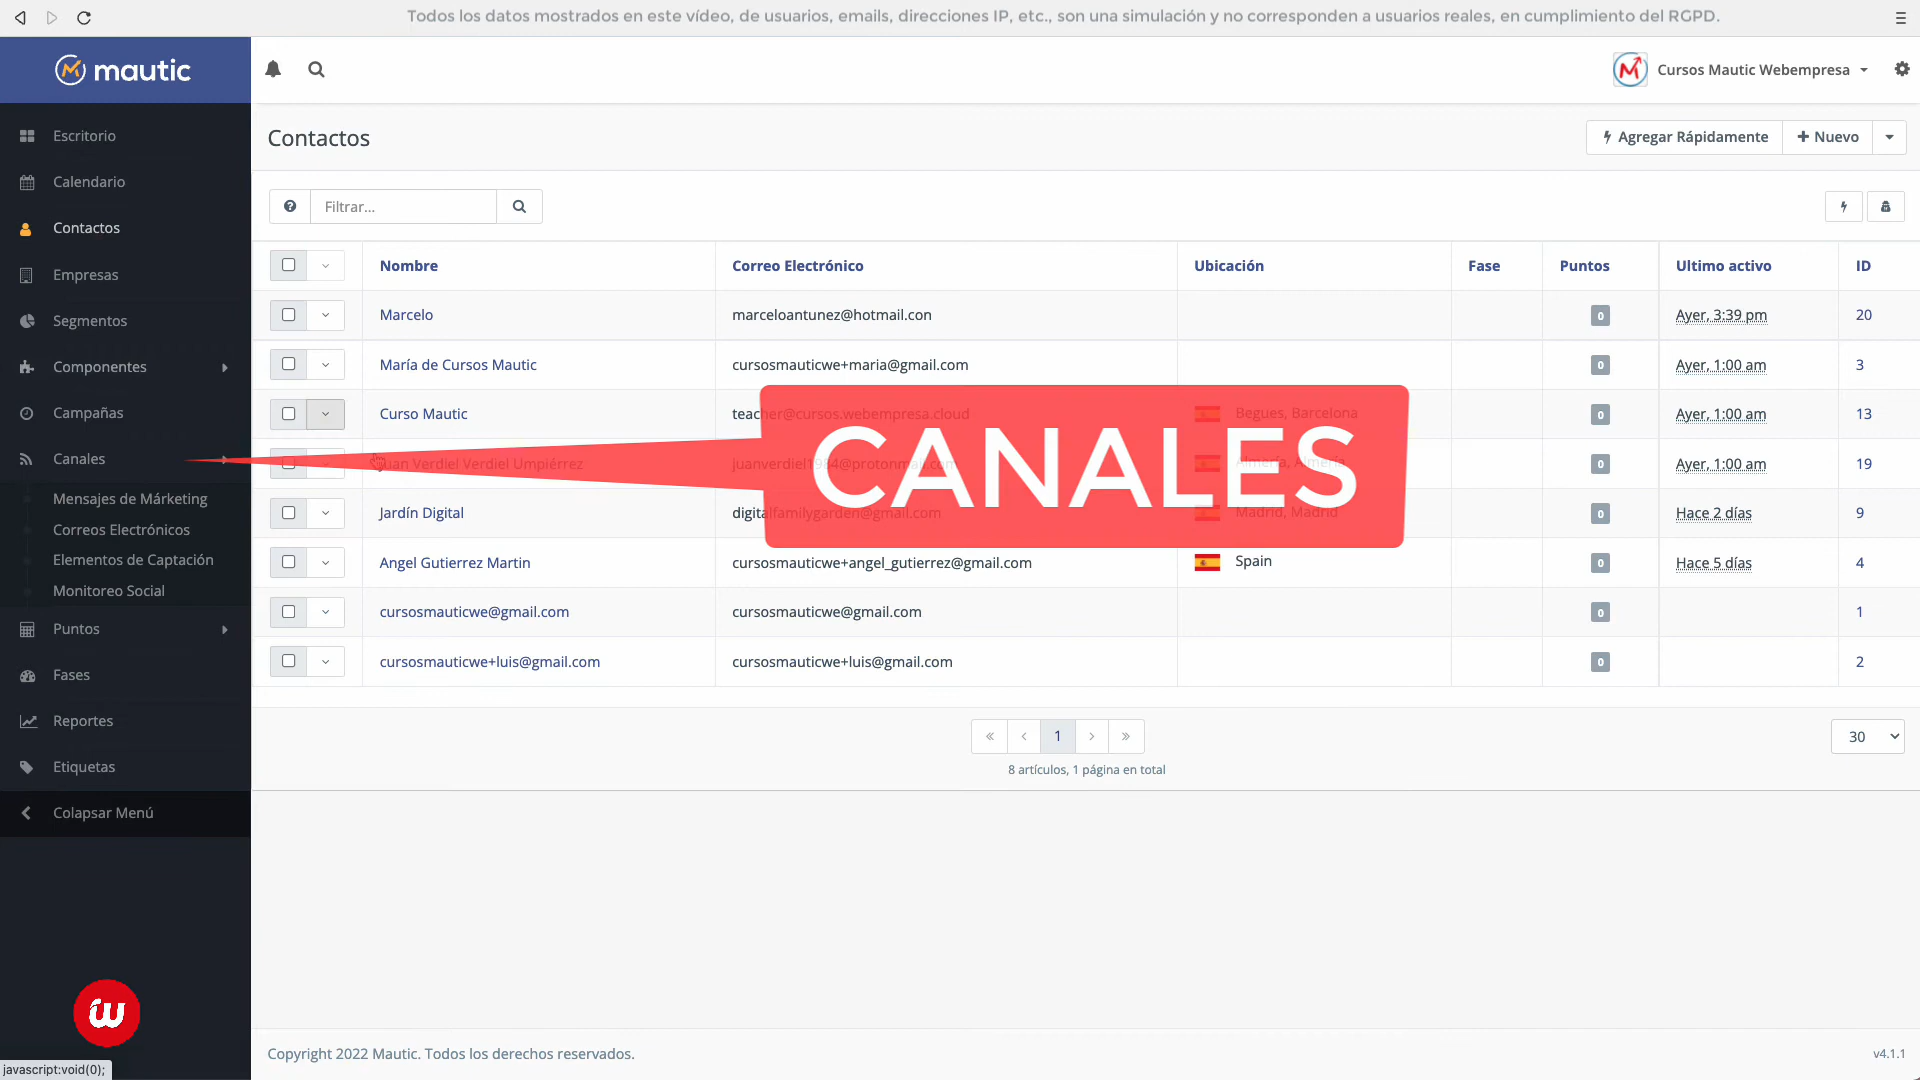 Todos los datos mostrados en este vídeo, de usuarios, emails, direcciones IP, etc., son una simulación y no corresponden a usuarios reales, en cumplimiento del RGPD.
mautic
Cursos Mautic Webempresa
Escritorio
Calendario
Contactos
Empresas
Segmentos
Componentes
Campañas
Canales
Mensajes de Márketing
Correos Electrónicos
Elementos de Captación
Monitoreo Social
Puntos
Fases
Reportes
Etiquetas
Colapsar Menú
Contactos
Agregar Rápidamente
+ Nuevo
Filtrar...
Nombre Correo Electrónico Ubicación Fase Puntos Ultimo activo ID
Marcelo marceloantunez@hotmail.con 0 Ayer, 3:39 pm 20
María de Cursos Mautic cursosmauticwe+maria@gmail.com 0 Ayer, 1:00 am 3
Curso Mautic teacher@cursos.webempresa.cloud Begues, Barcelona 0 Ayer, 1:00 am 13
Juan Verdiel Verdiel Umpiérrez juanverdiel1984@protonmail.com Almería, Almería 0 Ayer, 1:00 am 19
Jardín Digital digitalfamilygarden@gmail.com Madrid, Madrid 0 Hace 2 días 9
Angel Gutierrez Martin cursosmauticwe+angel_gutierrez@gmail.com Spain 0 Hace 5 días 4
cursosmauticwe@gmail.com cursosmauticwe@gmail.com 0 1
cursosmauticwe+luis@gmail.com cursosmauticwe+luis@gmail.com 0 2
CANALES
« ‹ 1 › »
30
8 artículos, 1 página en total
Copyright 2022 Mautic. Todos los derechos reservados.
v4.1.1
javascript:void(0);